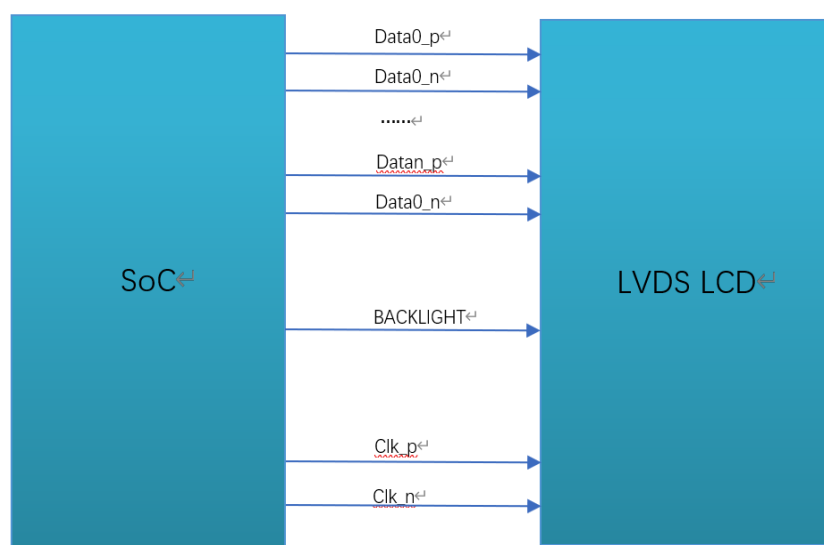 Data0_p↵
Data0_n↵
......↵
Datan_p↵
Data0_n↵
SoC↵
LVDS LCD↵
BACKLIGHT↵
Clk_p↵
Clk_n↵